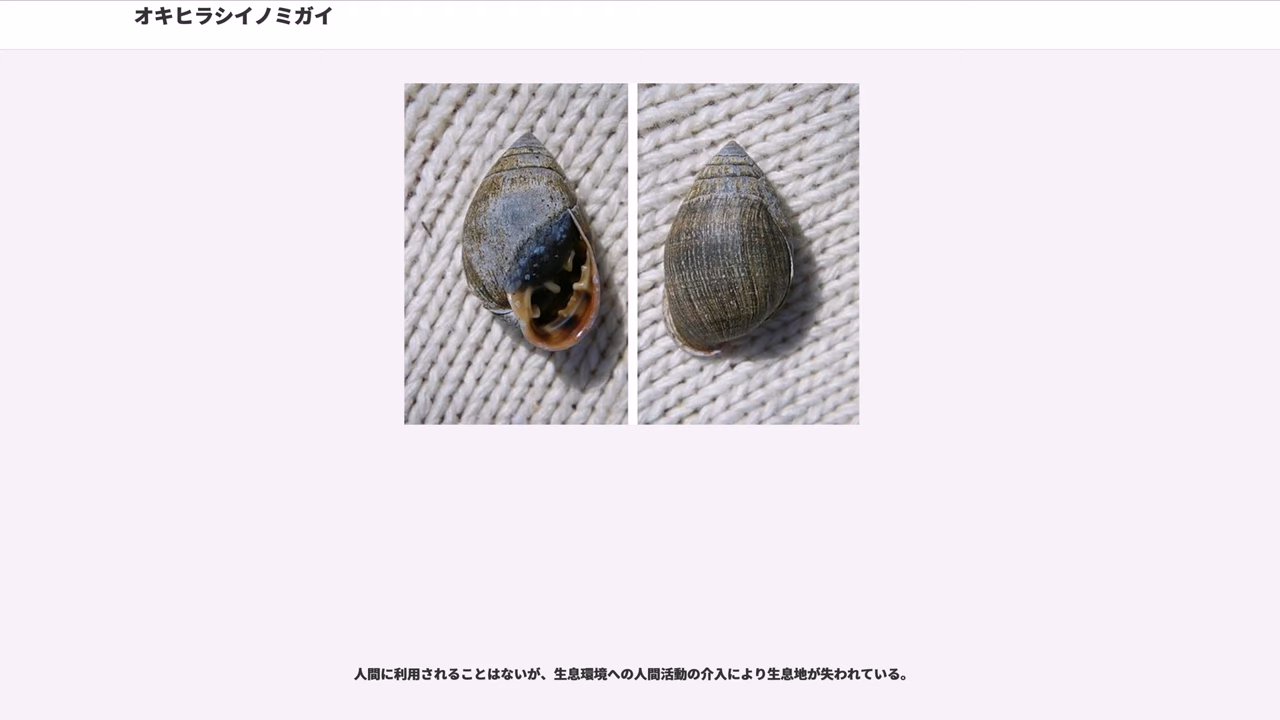 オキヒラシイノミガイ
人間に利用されることはないが、生息環境への人間活動の介入により生息地が失われている。